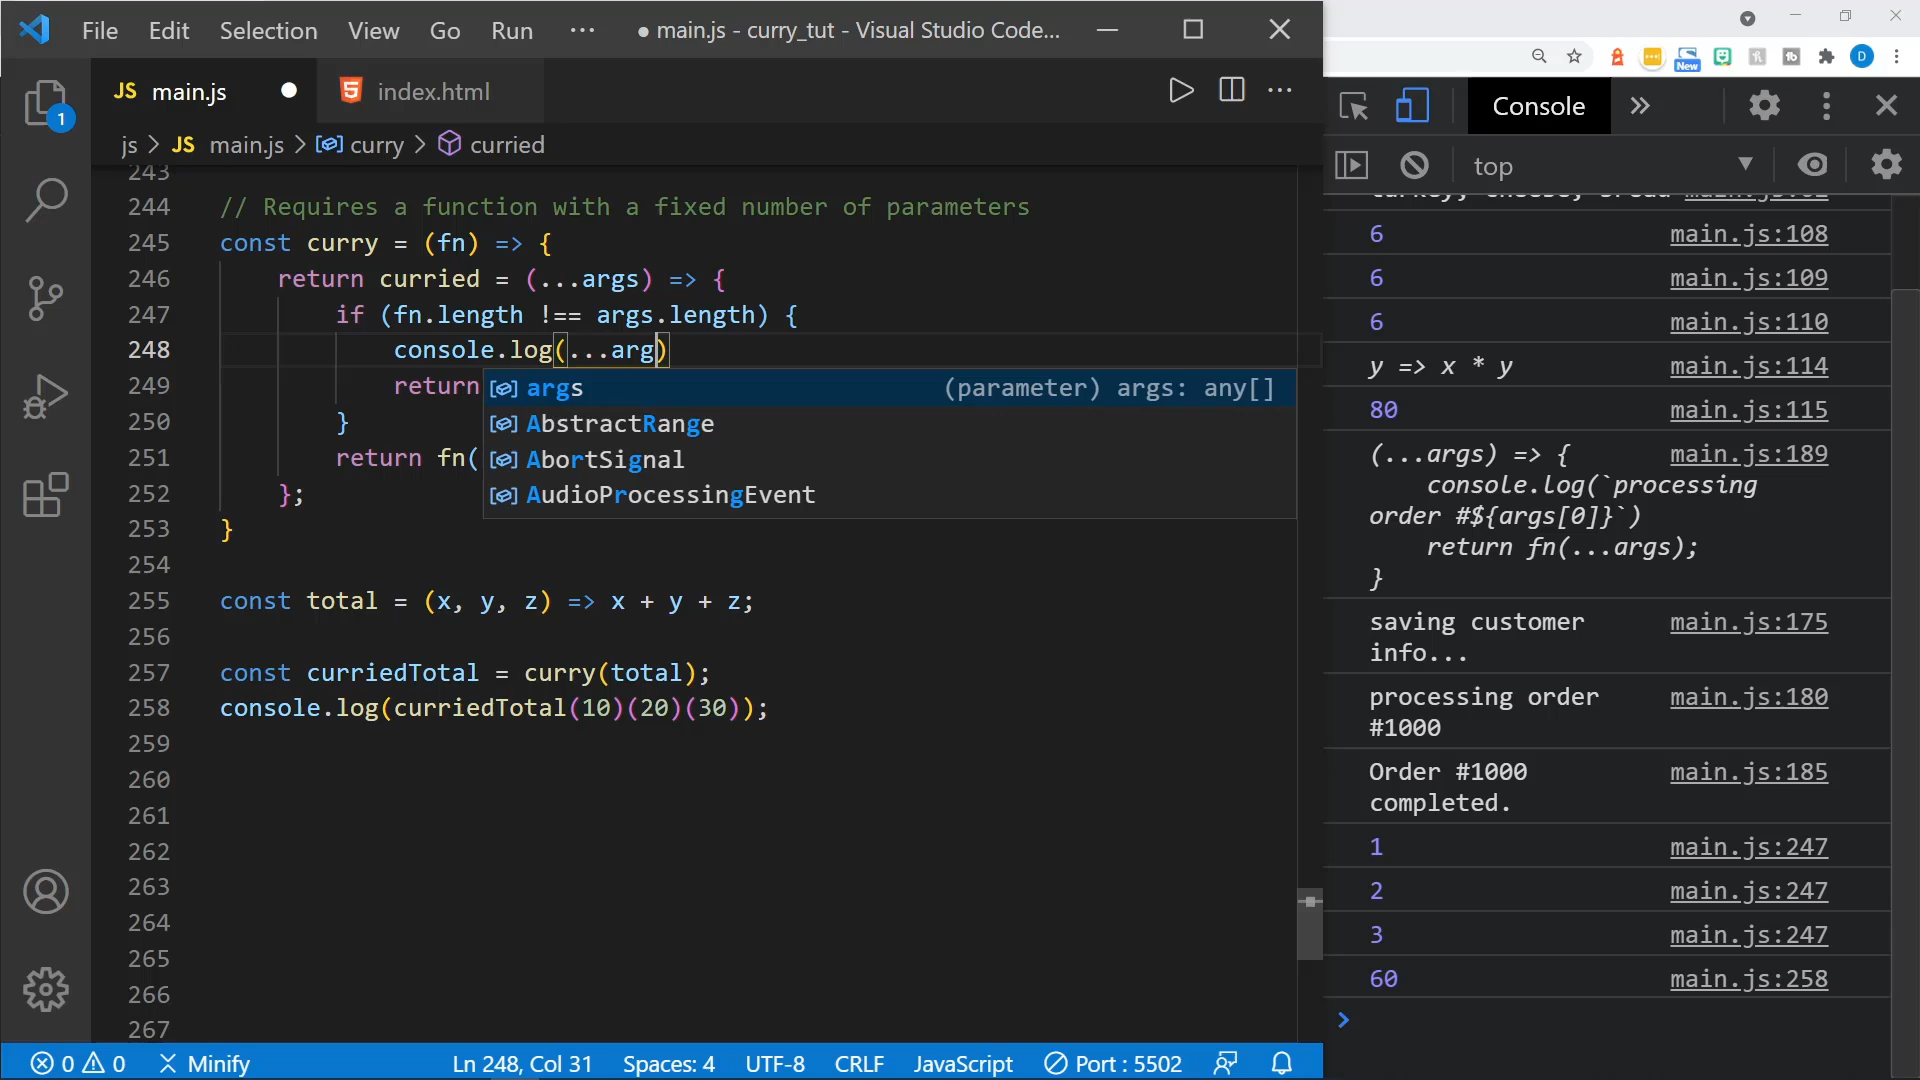 File Edit Selection View Go Run ··· ● main.js - curry_tut - Visual Studio Code...
JS main.js ● index.html
js > JS main.js > curry > curried
243
244 // Requires a function with a fixed number of parameters
245 const curry = (fn) => {
246 return curried = (...args) => {
247 if (fn.length !== args.length) {
248 console.log(...arg)
249 return
250 }
251 return fn(
252 };
253 }
254
255 const total = (x, y, z) => x + y + z;
256
257 const curriedTotal = curry(total);
258 console.log(curriedTotal(10)(20)(30));
259
260
261
262
263
264
265
266
267
args (parameter) args: any[]
AbstractRange
AbortSignal
AudioProcessingEvent
1
0 0 Minify Ln 248, Col 31 Spaces: 4 UTF-8 CRLF JavaScript Port : 5502
New D
Console »
top
6 main.js:108
6 main.js:109
6 main.js:110
y => x * y main.js:114
80 main.js:115
(...args) => { main.js:189
console.log(`processing
order #${args[0]}`)
return fn(...args);
}
saving customer main.js:175
info...
processing order main.js:180
#1000
Order #1000 main.js:185
completed.
1 main.js:247
2 main.js:247
3 main.js:247
60 main.js:258
>